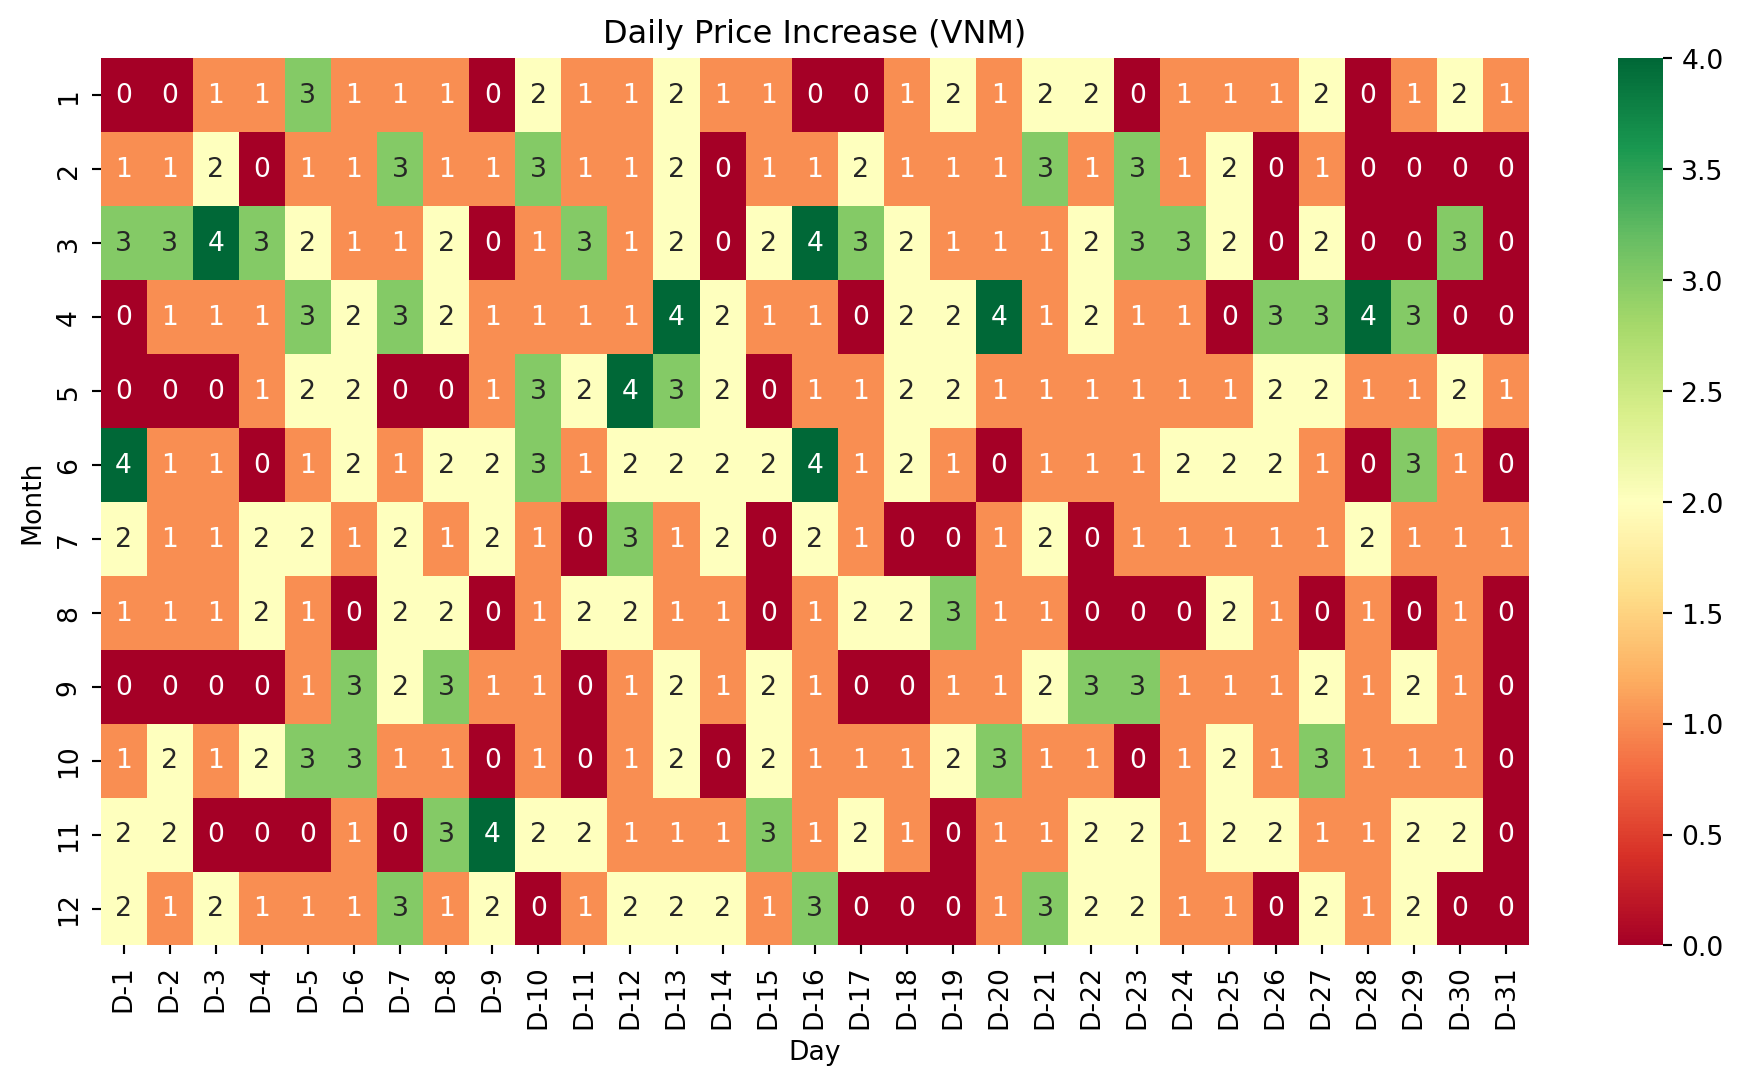 Daily Price Increase (VNM)
1 0 0 1 1 3 1 1 1 0 2 1 1 2 1 1 0 0 1 2 1 2 2 0 1 1 1 2 0 1 2 1
2 1 1 2 0 1 1 3 1 1 3 1 1 2 0 1 1 2 1 1 1 3 1 3 1 2 0 1 0 0 0 0
3 3 3 4 3 2 1 1 2 0 1 3 1 2 0 2 4 3 2 1 1 1 2 3 3 2 0 2 0 0 3 0
4 0 1 1 1 3 2 3 2 1 1 1 1 4 2 1 1 0 2 2 4 1 2 1 1 0 3 3 4 3 0 0
5 0 0 0 1 2 2 0 0 1 3 2 4 3 2 0 1 1 2 2 1 1 1 1 1 1 2 2 1 1 2 1
6 4 1 1 0 1 2 1 2 2 3 1 2 2 2 2 4 1 2 1 0 1 1 1 2 2 2 1 0 3 1 0
7 2 1 1 2 2 1 2 1 2 1 0 3 1 2 0 2 1 0 0 1 2 0 1 1 1 1 1 2 1 1 1
8 1 1 1 2 1 0 2 2 0 1 2 2 1 1 0 1 2 2 3 1 1 0 0 0 2 1 0 1 0 1 0
9 0 0 0 0 1 3 2 3 1 1 0 1 2 1 2 1 0 0 1 1 2 3 3 1 1 1 2 1 2 1 0
10 1 2 1 2 3 3 1 1 0 1 0 1 2 0 2 1 1 1 2 3 1 1 0 1 2 1 3 1 1 1 0
11 2 2 0 0 0 1 0 3 4 2 2 1 1 1 3 1 2 1 0 1 1 2 2 1 2 2 1 1 2 2 0
12 2 1 2 1 1 1 3 1 2 0 1 2 2 2 1 3 0 0 0 1 3 2 2 1 1 0 2 1 2 0 0
D-1 D-2 D-3 D-4 D-5 D-6 D-7 D-8 D-9 D-10 D-11 D-12 D-13 D-14 D-15 D-16 D-17 D-18 D-19 D-20 D-21 D-22 D-23 D-24 D-25 D-26 D-27 D-28 D-29 D-30 D-31
Day
Month
4.0
3.5
3.0
2.5
2.0
1.5
1.0
0.5
0.0